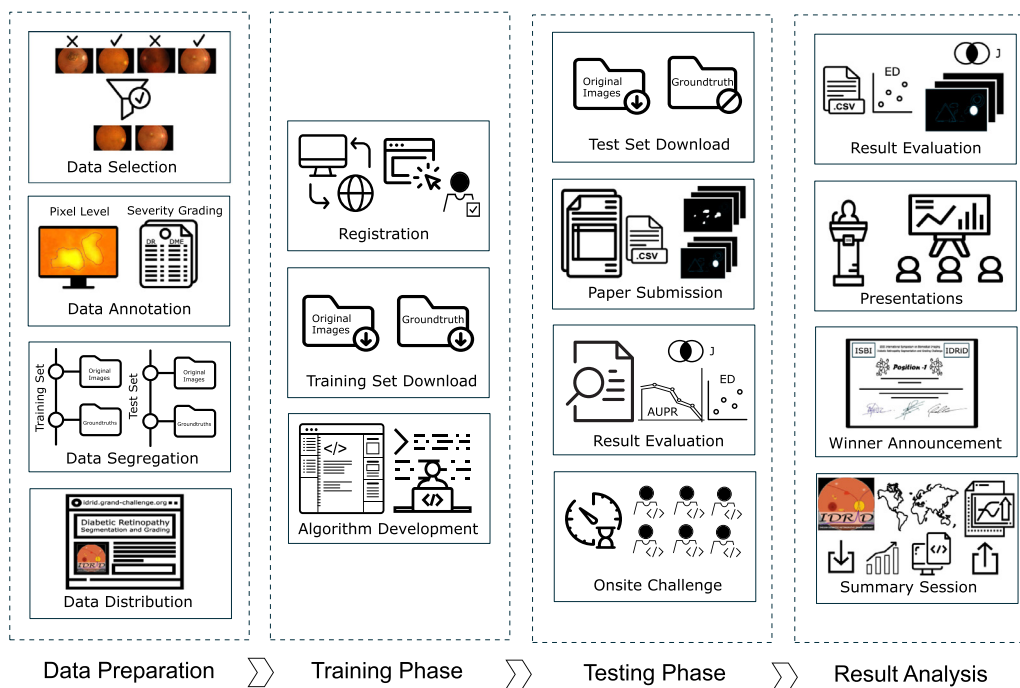 Data Selection
Pixel Level
Severity Grading
DR
DME
Data Annotation
Training Set
Original
Images
Groundtruths
Test Set
Original
Images
Groundtruths
Data Segregation
idrid.grand-challenge.org
Diabetic Retinopathy
Segmentation and Grading
IDRiD
Data Distribution
Data Preparation
Registration
Original
Images
Groundtruth
Training Set Download
</>
</>
Algorithm Development
Training Phase
Original
Images
Groundtruth
Test Set Download
.CSV
Paper Submission
J
AUPR
ED
Result Evaluation
</>
</>
</>
</>
</>
</>
Onsite Challenge
Testing Phase
.CSV
ED
J
Result Evaluation
Presentations
ISBI
IDRiD
Position -1
Winner Announcement
IDRiD
</>
Summary Session
Result Analysis